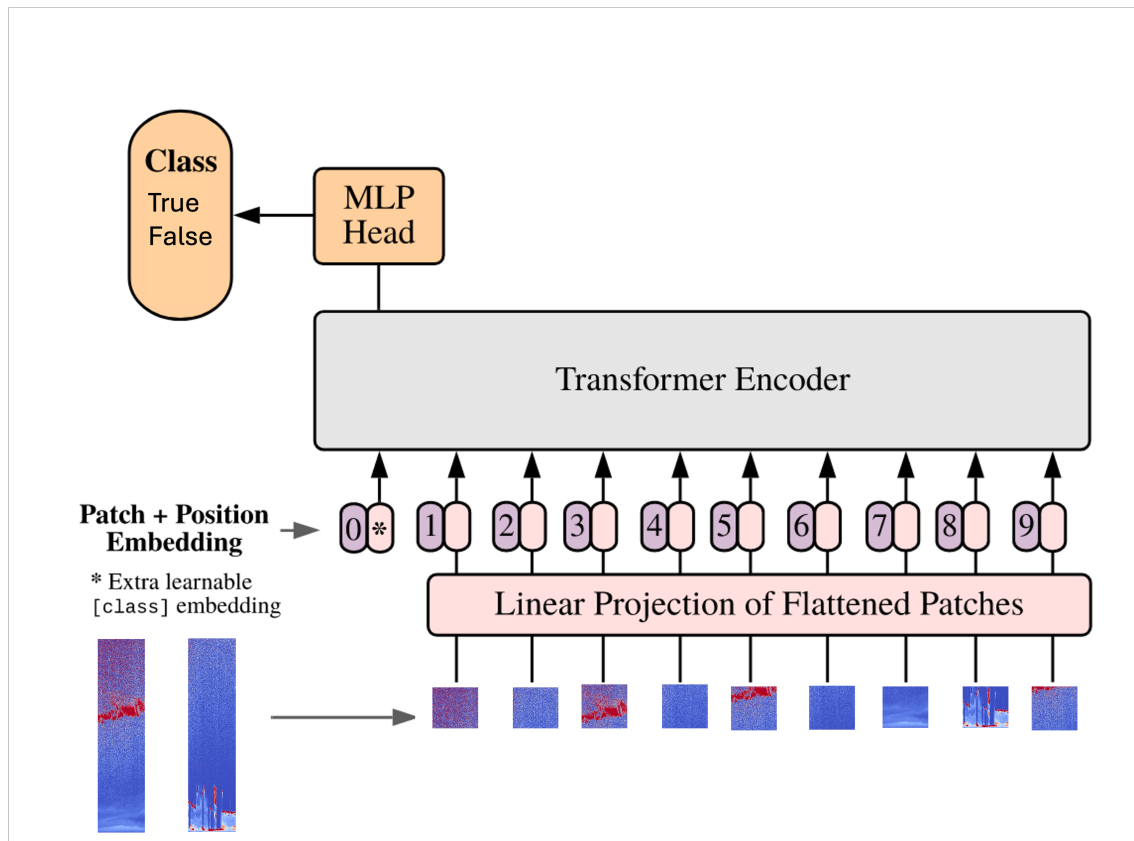 Class
True
False
MLP
Head
Transformer Encoder
Patch + Position
Embedding
0 * 1 2 3 4 5 6 7 8 9
* Extra learnable
[class] embedding
Linear Projection of Flattened Patches